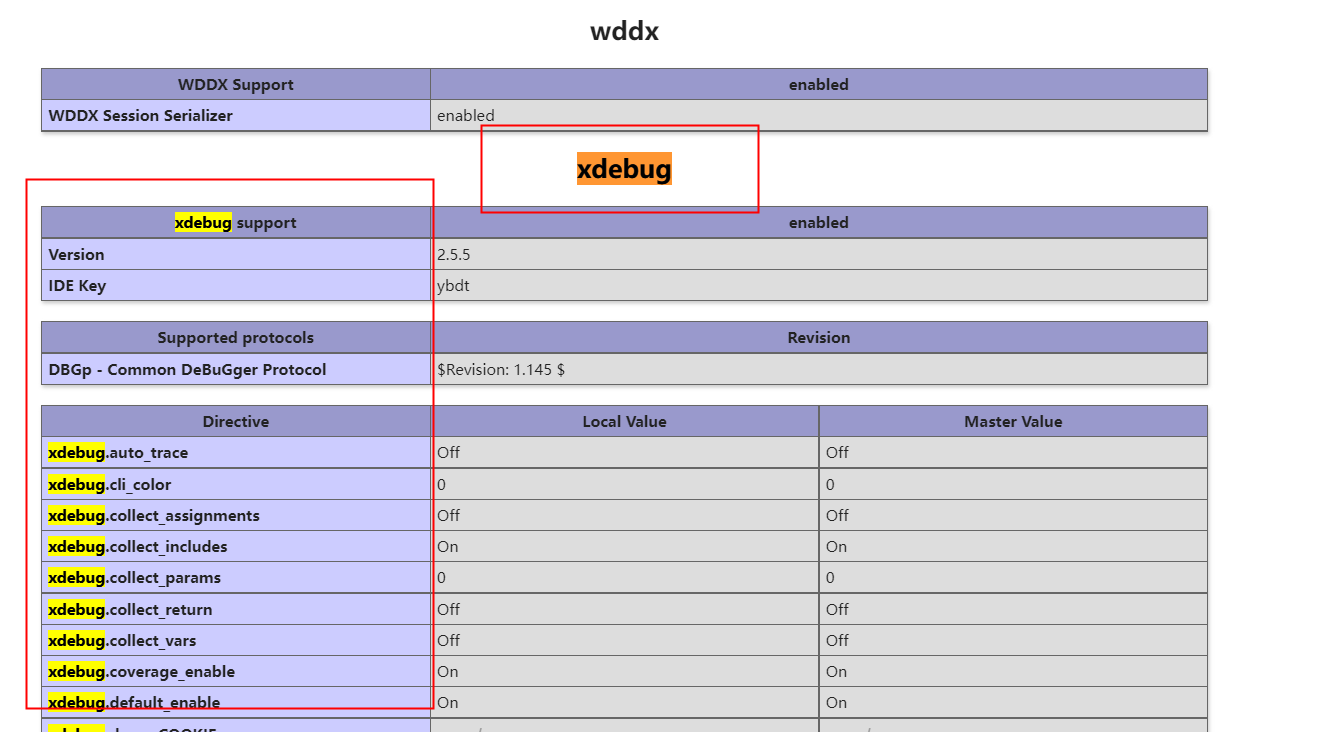 wddx
WDDX Support enabled
WDDX Session Serializer enabled
xdebug
xdebug support enabled
Version 2.5.5
IDE Key ybdt
Supported protocols Revision
DBGp - Common DeBuGger Protocol $Revision: 1.145 $
Directive Local Value Master Value
xdebug.auto_trace Off Off
xdebug.cli_color 0 0
xdebug.collect_assignments Off Off
xdebug.collect_includes On On
xdebug.collect_params 0 0
xdebug.collect_return Off Off
xdebug.collect_vars Off Off
xdebug.coverage_enable On On
xdebug.default_enable On On